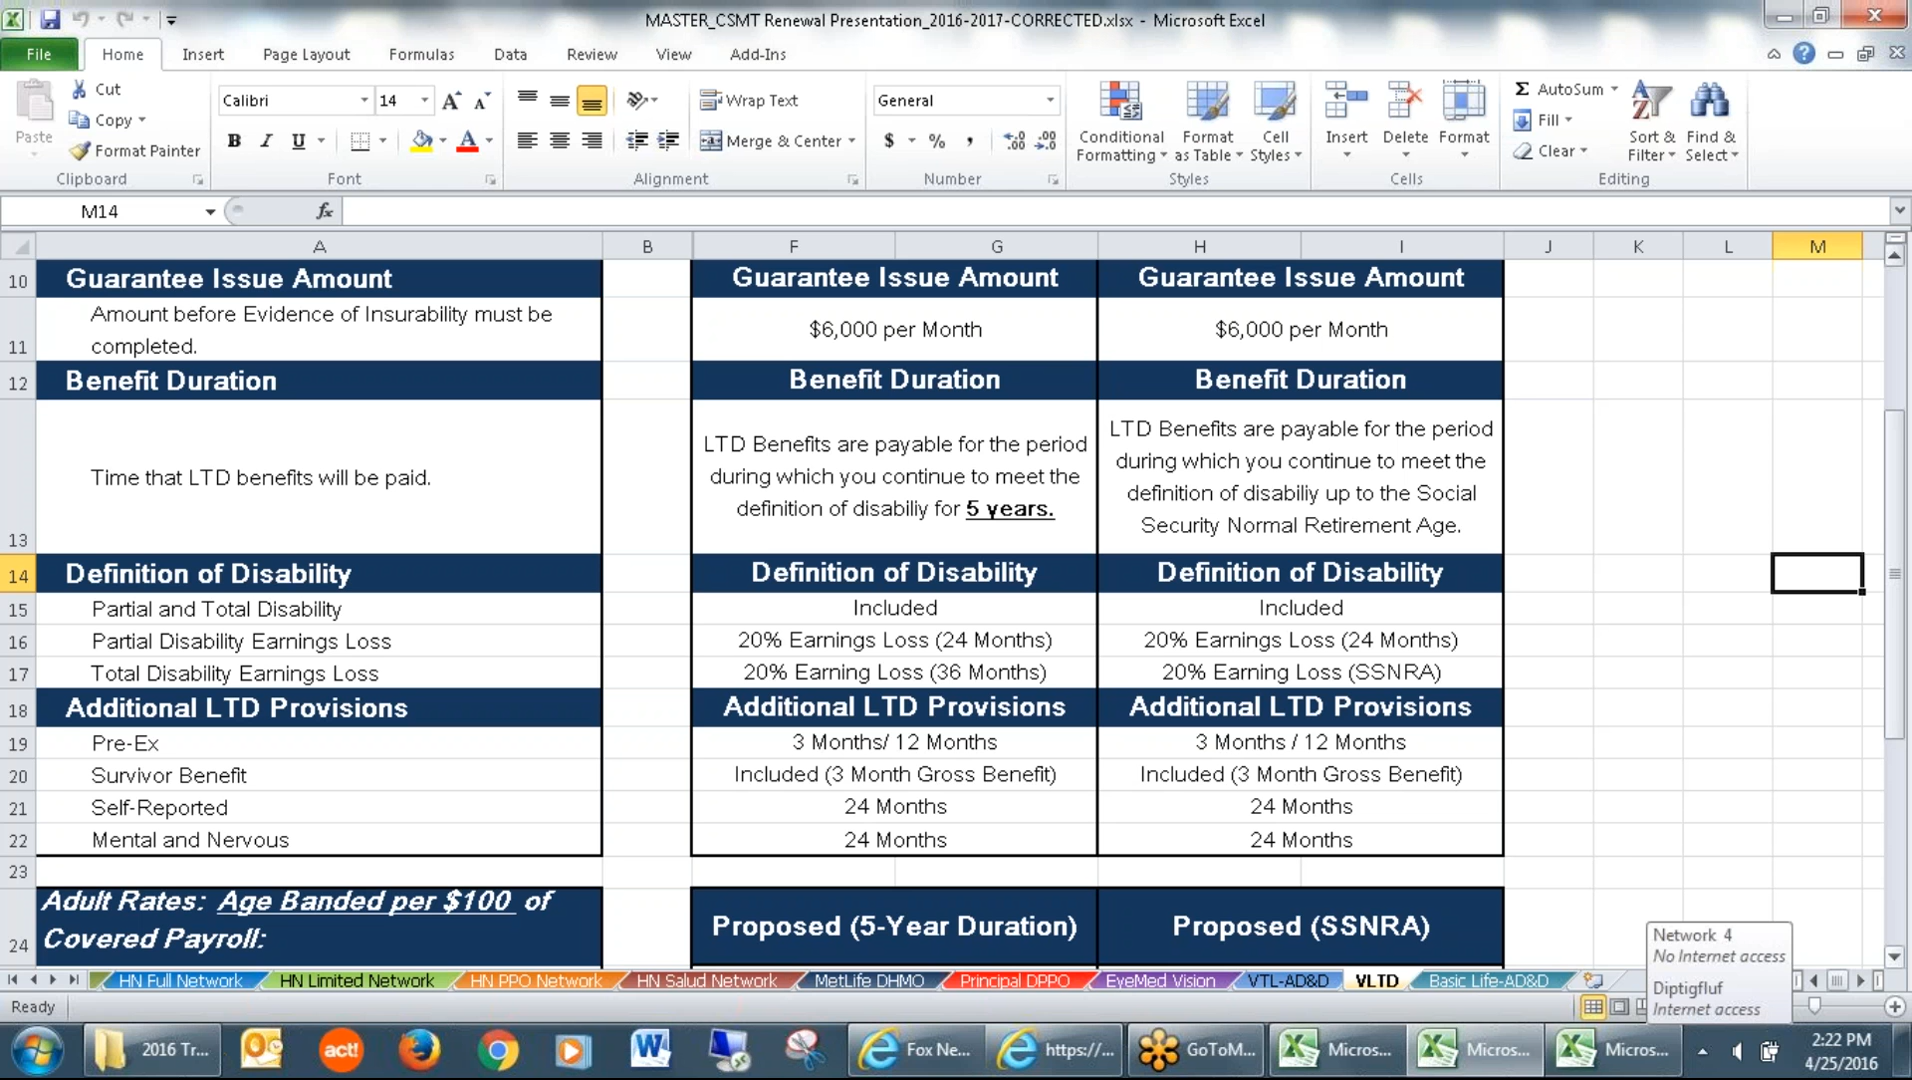 MASTER_CSMT Renewal Presentation_2016-2017-CORRECTED.xlsx - Microsoft Excel
File Home Insert Page Layout Formulas Data Review View Add-Ins
Paste
Cut
Copy
Format Painter
Clipboard
Calibri 14
B I U
Font
Wrap Text
Merge & Center
Alignment
General
$ % ,
Number
Conditional Formatting
Format as Table
Cell Styles
Styles
Insert Delete Format
Cells
AutoSum
Fill
Clear
Sort & Filter
Find & Select
Editing
M14 fx
A B F G H I J K L M
10 Guarantee Issue Amount Guarantee Issue Amount Guarantee Issue Amount
11 Amount before Evidence of Insurability must be completed. $6,000 per Month $6,000 per Month
12 Benefit Duration Benefit Duration Benefit Duration
13 Time that LTD benefits will be paid.
LTD Benefits are payable for the period
during which you continue to meet the
definition of disabiliy for 5 years.
LTD Benefits are payable for the period
during which you continue to meet the
definition of disabiliy up to the Social
Security Normal Retirement Age.
14 Definition of Disability Definition of Disability Definition of Disability
15 Partial and Total Disability Included Included
16 Partial Disability Earnings Loss 20% Earnings Loss (24 Months) 20% Earnings Loss (24 Months)
17 Total Disability Earnings Loss 20% Earning Loss (36 Months) 20% Earning Loss (SSNRA)
18 Additional LTD Provisions Additional LTD Provisions Additional LTD Provisions
19 Pre-Ex 3 Months/ 12 Months 3 Months / 12 Months
20 Survivor Benefit Included (3 Month Gross Benefit) Included (3 Month Gross Benefit)
21 Self-Reported 24 Months 24 Months
22 Mental and Nervous 24 Months 24 Months
23
24 Adult Rates: Age Banded per $100 of
Covered Payroll:
Proposed (5-Year Duration) Proposed (SSNRA)
Network 4
No Internet access
Diptigfluf
Internet access
HN Full Network HN Limited Network HN PPO Network HN Salud Network MetLife DHMO Principal DPPO EyeMed Vision VTL-AD&D VLTD Basic Life-AD&D
Ready
2016 Tr... act! Fox Ne... https://... GoToM... Micros... Micros... Micros...
2:22 PM
4/25/2016